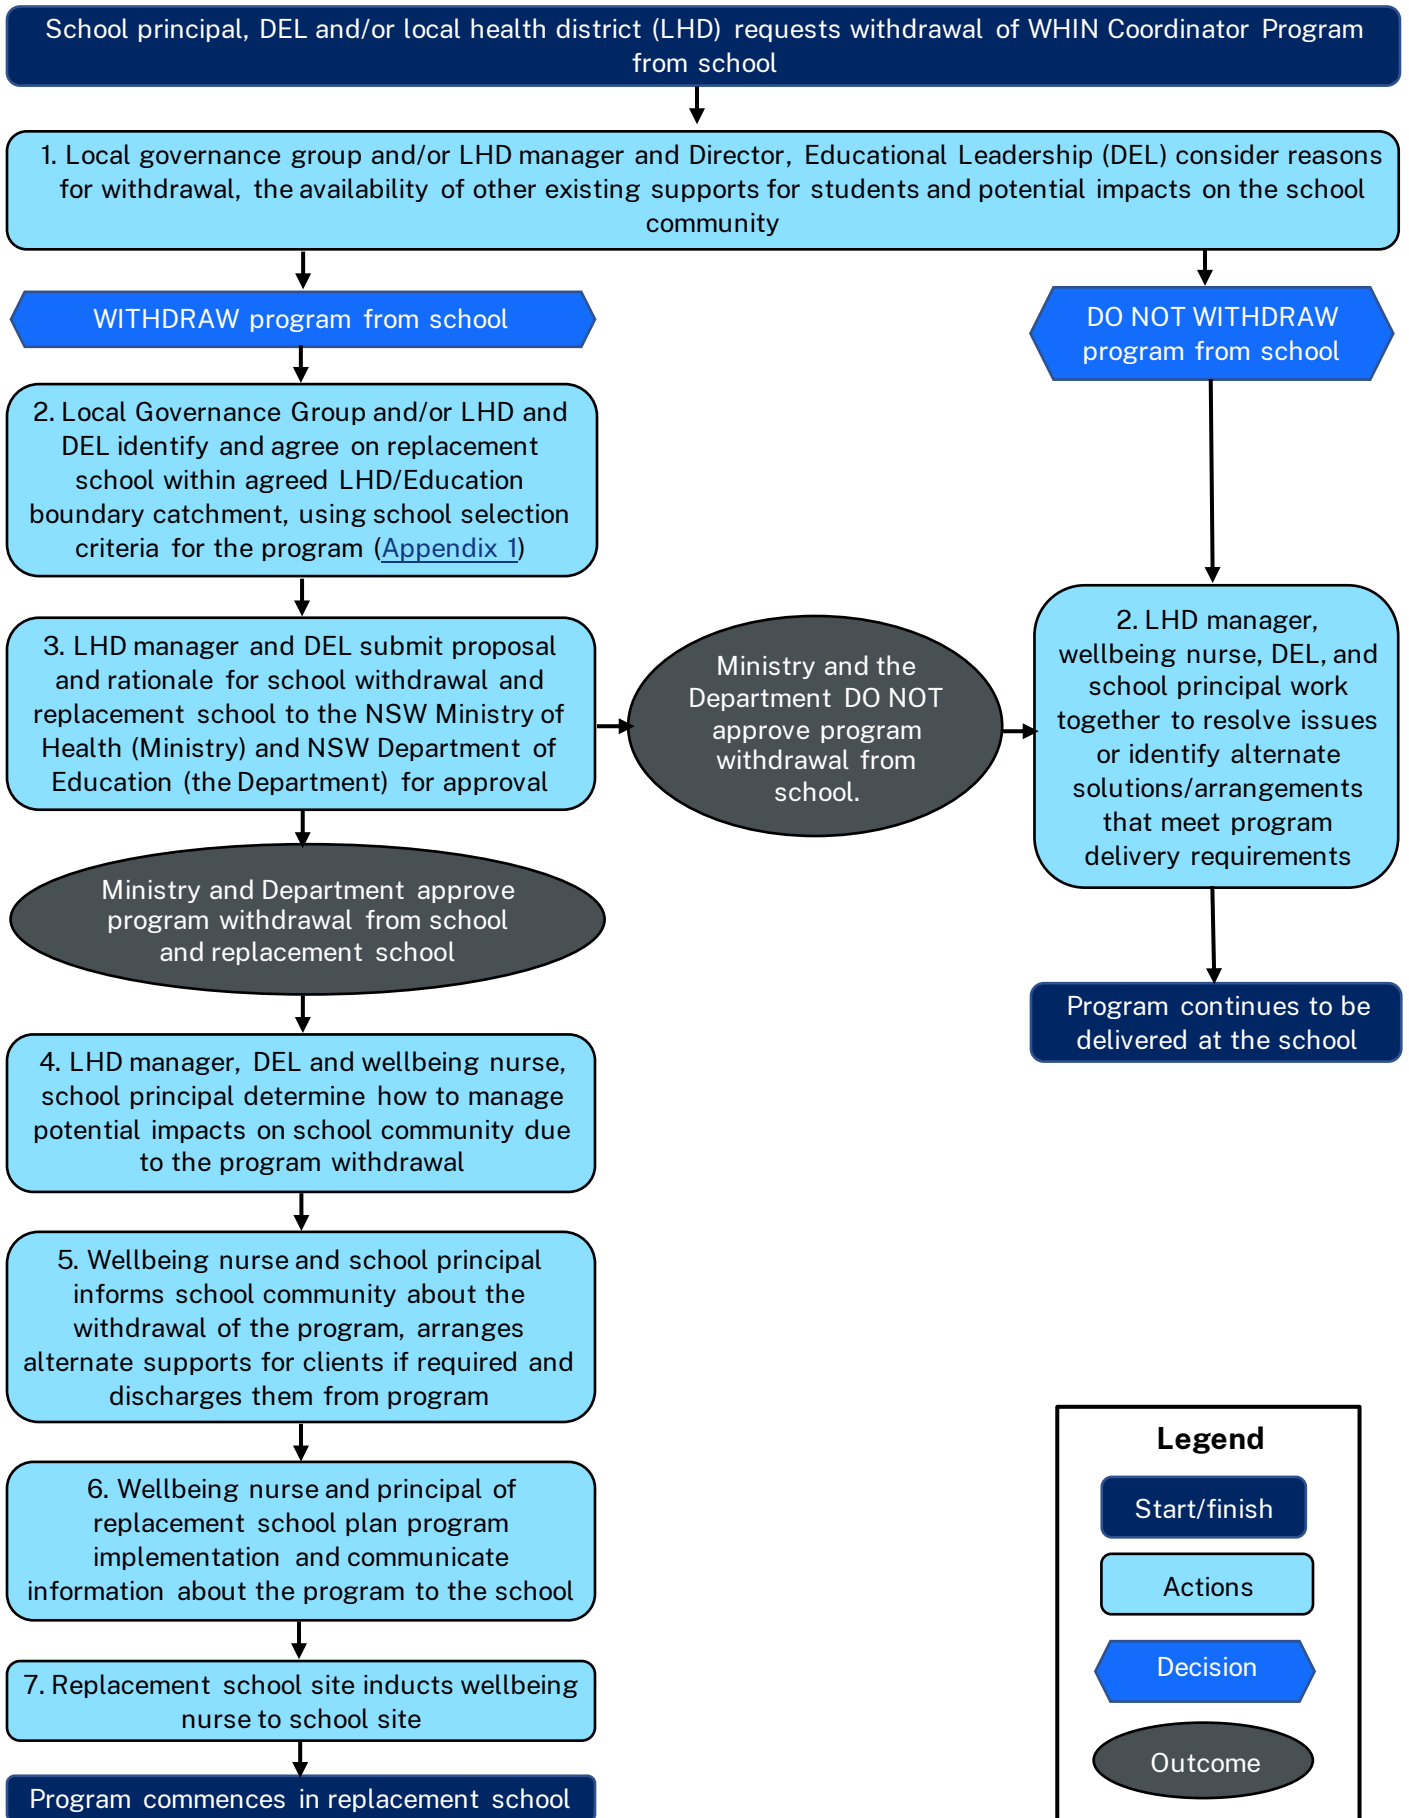 School principal, DEL and/or local health district (LHD) requests withdrawal of WHIN Coordinator Program
from school
1. Local governance group and/or LHD manager and Director, Educational Leadership (DEL) consider reasons
for withdrawal, the availability of other existing supports for students and potential impacts on the school
community
WITHDRAW program from school
DO NOT WITHDRAW
program from school
2. Local Governance Group and/or LHD and
DEL identify and agree on replacement
school within agreed LHD/Education
boundary catchment, using school selection
criteria for the program (Appendix 1)
3. LHD manager and DEL submit proposal
and rationale for school withdrawal and
replacement school to the NSW Ministry of
Health (Ministry) and NSW Department of
Education (the Department) for approval
Ministry and the
Department DO NOT
approve program
withdrawal from
school.
2. LHD manager,
wellbeing nurse, DEL, and
school principal work
together to resolve issues
or identify alternate
solutions/arrangements
that meet program
delivery requirements
Ministry and Department approve
program withdrawal from school
and replacement school
Program continues to be
delivered at the school
4. LHD manager, DEL and wellbeing nurse,
school principal determine how to manage
potential impacts on school community due
to the program withdrawal
5. Wellbeing nurse and school principal
informs school community about the
withdrawal of the program, arranges
alternate supports for clients if required and
discharges them from program
6. Wellbeing nurse and principal of
replacement school plan program
implementation and communicate
information about the program to the school
7. Replacement school site inducts wellbeing
nurse to school site
Program commences in replacement school
Legend
Start/finish
Actions
Decision
Outcome